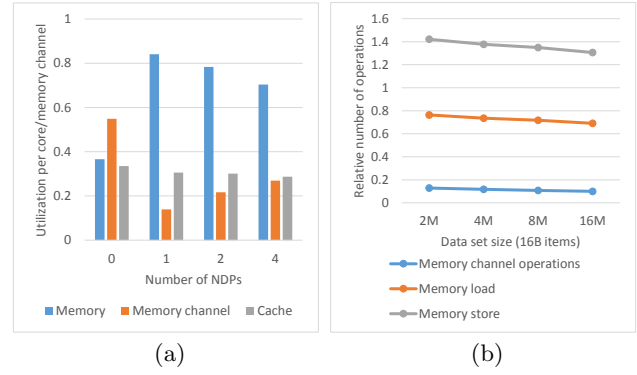 1
0.8
0.6
0.4
0.2
0
Utilization per core/memory channel
0 1 2 4
Number of NDPs
Memory Memory channel Cache
(a)
1.6
1.4
1.2
1
0.8
0.6
0.4
0.2
0
Relative number of operations
2M 4M 8M 16M
Data set size (16B items)
Memory channel operations
Memory load
Memory store
(b)